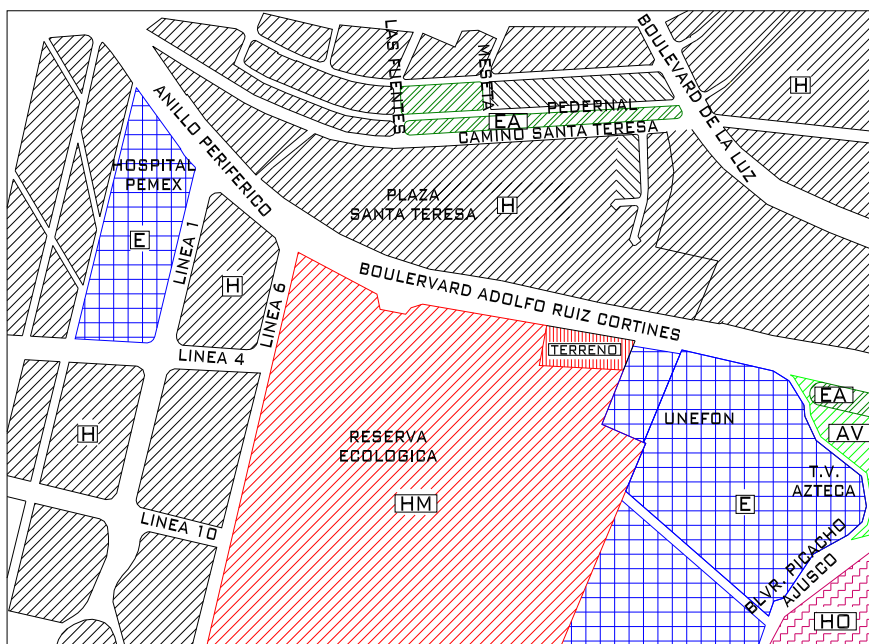 LAS FUENTES
MESETA
BOULEVARD DE LA LUZ
H
ANILLO PERIFERICO
PEDERNAL
EA
CAMINO SANTA TERESA
HOSPITAL
PEMEX
PLAZA
SANTA TERESA
H
E
LINEA 1
H
LINEA 6
BOULERVARD ADOLFO RUIZ CORTINES
LINEA 4
TERRENO
EA
H
RESERVA
ECOLOGICA
UNEFON
AV
T.V.
AZTECA
HM
E
LINEA 10
BLVR. PICACHO
AJUSCO
HO